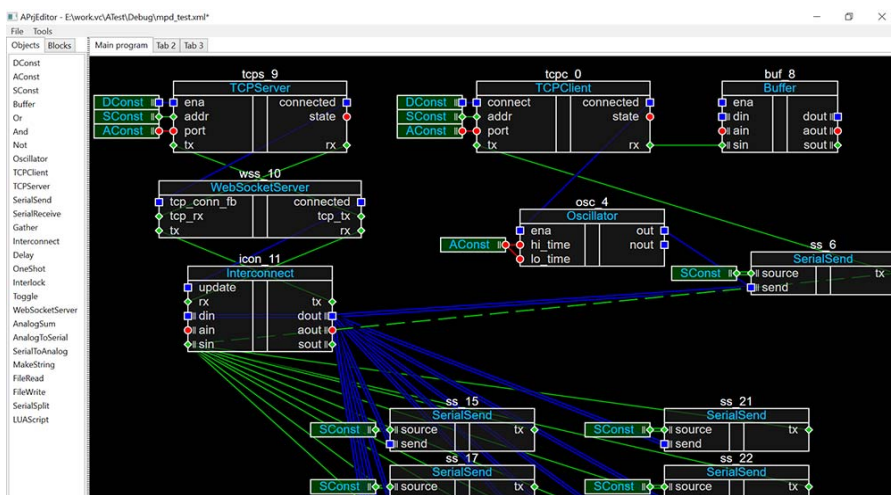 APrjEditor - E:\work.vc\ATest\Debug\mpd_test.xml*
File Tools
Objects Blocks
Main program Tab 2 Tab 3
DConst
AConst
SConst
Buffer
Or
And
Not
Oscillator
TCPClient
TCPServer
SerialSend
SerialReceive
Gather
Interconnect
Delay
OneShot
Interlock
Toggle
WebSocketServer
AnalogSum
AnalogToSerial
SerialToAnalog
MakeString
FileRead
FileWrite
SerialSplit
LUAScript
tcps_9
TCPServer
DConst ena connected
SConst addr state
AConst port
tx rx
tcpc_0
TCPClient
DConst connect connected
SConst addr state
AConst port
tx rx
buf_8
Buffer
ena
din dout
ain aout
sin sout
wss_10
WebSocketServer
tcp_conn_fb connected
tcp_rx tcp_tx
tx rx
osc_4
Oscillator
ena out
AConst hi_time nout
lo_time
ss_6
SerialSend
SConst source tx
send
icon_11
Interconnect
update
rx tx
din dout
ain aout
sin sout
ss_15
SerialSend
SConst source tx
send
ss_21
SerialSend
SConst source tx
send
ss_17
SerialSend
SConst source tx
ss_22
SerialSend
SConst source tx